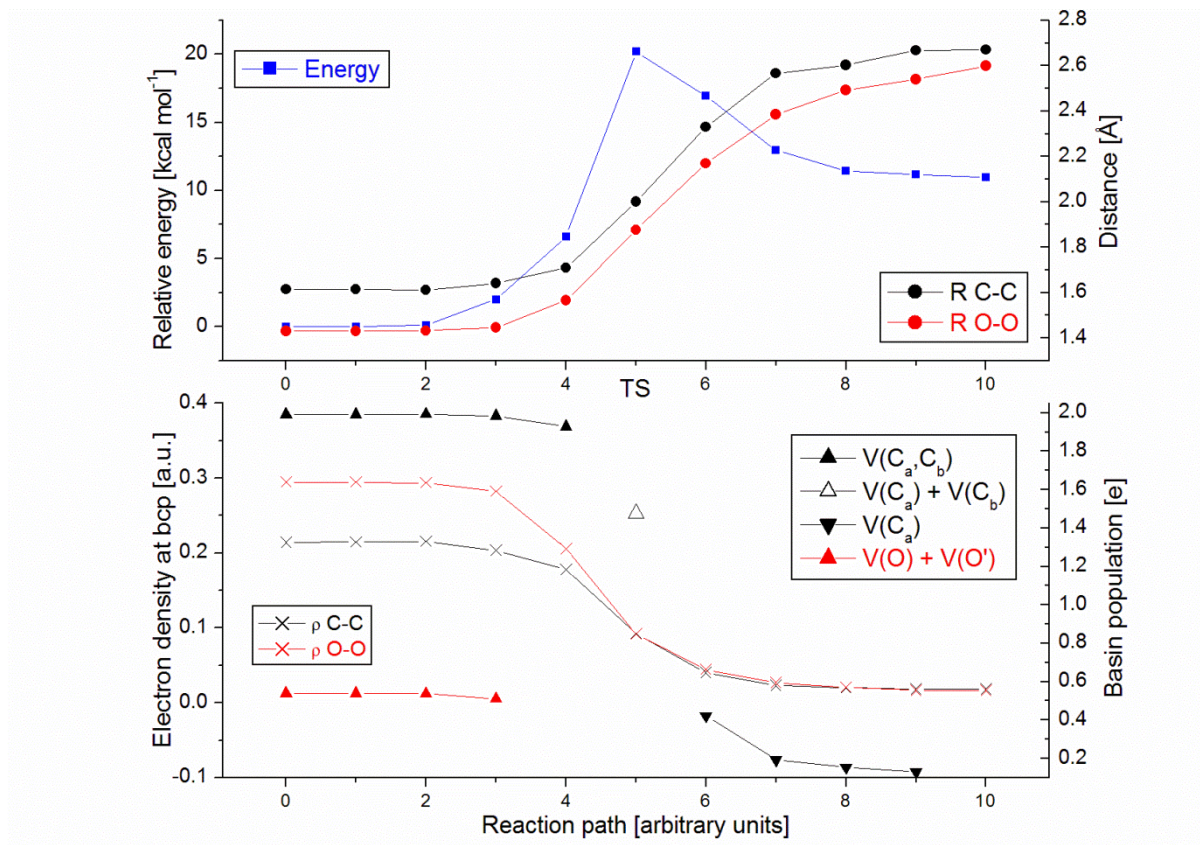 Energy
Relative energy [kcal mol⁻¹]
20
15
10
5
0
2.8
2.6
2.4
2.2
2.0
1.8
1.6
1.4
Distance [Å]
R C-C
R O-O
0
2
4
TS
6
8
10
Electron density at bcp [a.u.]
0.4
0.3
0.2
0.1
0.0
-0.1
V(Cₐ,C_b)
V(Cₐ) + V(C_b)
V(Cₐ)
V(O) + V(O')
ρ C-C
ρ O-O
2.0
1.8
1.6
1.4
1.2
1.0
0.8
0.6
0.4
0.2
Basin population [e]
0
2
4
6
8
10
Reaction path [arbitrary units]